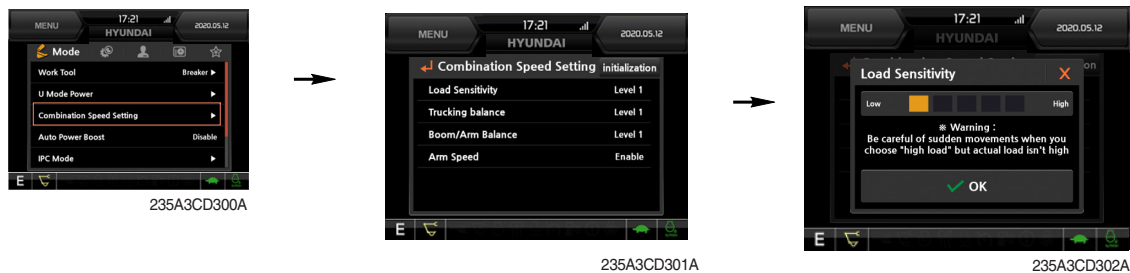 MENU
17:21
2020.05.12
HYUNDAI
Mode
Work Tool Breaker ▶
U Mode Power ▶
Combination Speed Setting ▶
Auto Power Boost Disable
IPC Mode ▶
E
235A3CD300A
MENU
17:21
2020.05.12
HYUNDAI
Combination Speed Setting initialization
Load Sensitivity Level 1
Trucking balance Level 1
Boom/Arm Balance Level 1
Arm Speed Enable
E
235A3CD301A
MENU
17:21
2020.05.12
HYUNDAI
on
Load Sensitivity X
Low High
※ Warning :
Be careful of sudden movements when you
choose "high load" but actual load isn't high
OK
E
235A3CD302A